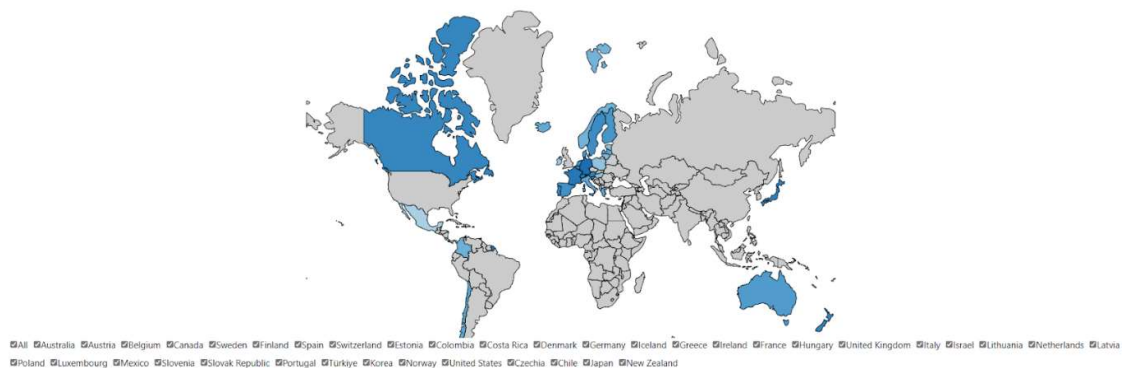 ☑All ☑Australia ☑Austria ☑Belgium ☑Canada ☑Sweden ☑Finland ☑Spain ☑Switzerland ☑Estonia ☑Colombia ☑Costa Rica ☑Denmark ☑Germany ☑Iceland ☑Greece ☑Ireland ☑France ☑Hungary ☑United Kingdom ☑Italy ☑Israel ☑Lithuania ☑Netherlands ☑Latvia
☑Poland ☑Luxembourg ☑Mexico ☑Slovenia ☑Slovak Republic ☑Portugal ☑Türkiye ☑Korea ☑Norway ☑United States ☑Czechia ☑Chile ☑Japan ☑New Zealand